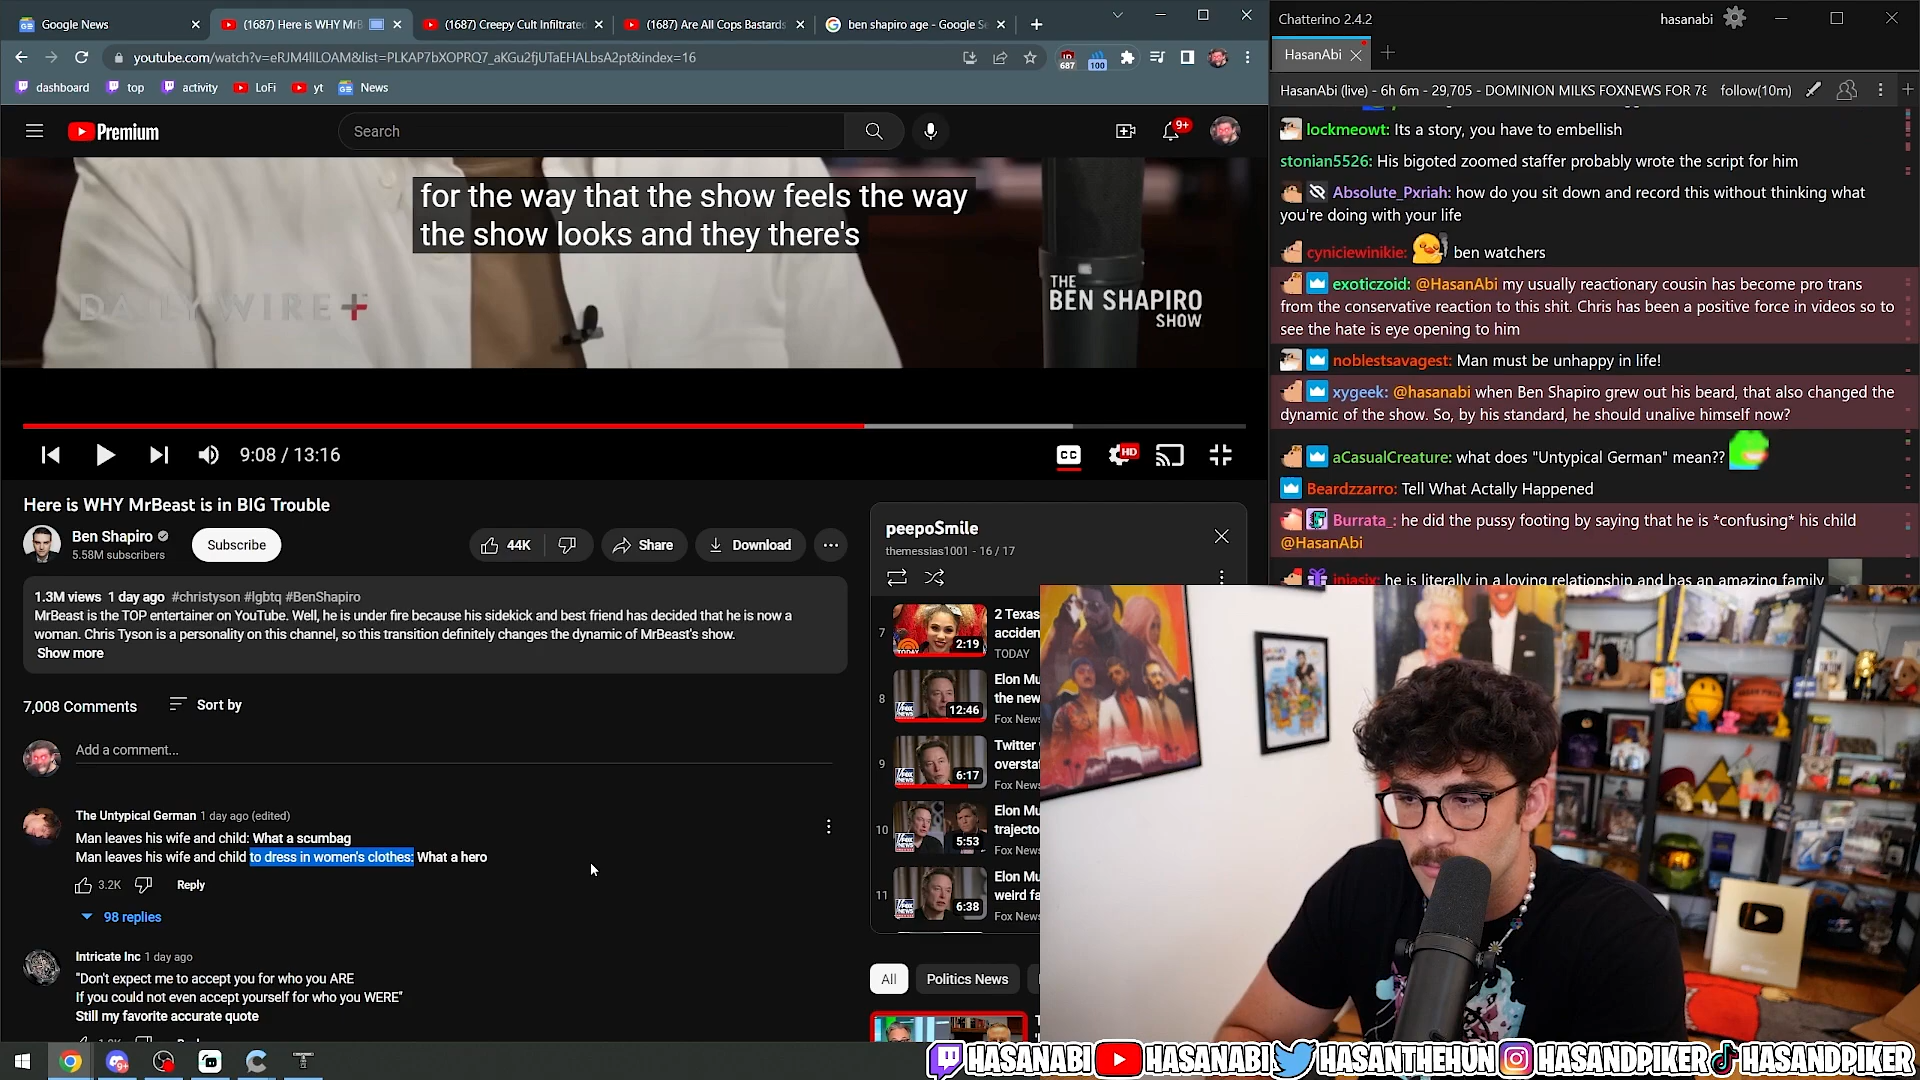 Google News
(1687) Here is WHY MrB
(1687) Creepy Cult Infiltrate
(1687) Are All Cops Bastards
ben shapiro age - Google Se
youtube.com/watch?v=eRJM4lILOAM&list=PLKAP7bXOPRQ7_aKGu2fjUTaEHALbsA2pt&index=16
687
100
dashboard
top
activity
LoFi
yt
News
Premium
Search
9+
for the way that the show feels the way
the show looks and they there's
DAILY WIRE +
THE
BEN SHAPIRO
SHOW
9:08 / 13:16
CC
HD
Here is WHY MrBeast is in BIG Trouble
Ben Shapiro
5.58M subscribers
Subscribe
44K
Share
Download
1.3M views 1 day ago #christyson #lgbtq #BenShapiro
MrBeast is the TOP entertainer on YouTube. Well, he is under fire because his sidekick and best friend has decided that he is now a
woman. Chris Tyson is a personality on this channel, so this transition definitely changes the dynamic of MrBeast's show.
Show more
7,008 Comments
Sort by
Add a comment...
The Untypical German 1 day ago (edited)
Man leaves his wife and child: What a scumbag
Man leaves his wife and child to dress in women's clothes: What a hero
3.2K
Reply
98 replies
Intricate Inc 1 day ago
"Don't expect me to accept you for who you ARE
If you could not even accept yourself for who you WERE"
Still my favorite accurate quote
peepoSmile
themessias1001 - 16 / 17
7
2:19
TODAY
2 Texas
acciden
TODAY
8
12:46
Elon Mu
the new
Fox News
9
6:17
Twitter
oversta
Fox News
10
5:53
Elon Mu
trajecto
Fox News
11
6:38
Elon Mu
weird fa
Fox News
All
Politics News
Chatterino 2.4.2
hasanabi
HasanAbi
HasanAbi (live) - 6h 6m - 29,705 - DOMINION MILKS FOXNEWS FOR 78
follow(10m)
lockmeowt: Its a story, you have to embellish
stonian5526: His bigoted zoomed staffer probably wrote the script for him
Absolute_Pxriah: how do you sit down and record this without thinking what
you're doing with your life
cyniciewinikie: ben watchers
exoticzoid: @HasanAbi my usually reactionary cousin has become pro trans
from the conservative reaction to this shit. Chris has been a positive force in videos so to
see the hate is eye opening to him
noblestsavagest: Man must be unhappy in life!
xygeek: @hasanabi when Ben Shapiro grew out his beard, that also changed the
dynamic of the show. So, by his standard, he should unalive himself now?
aCasualCreature: what does "Untypical German" mean??
Beardzzarro: Tell What Actally Happened
Burrata_: he did the pussy footing by saying that he is *confusing* his child
@HasanAbi
injasix: he is literally in a loving relationship and has an amazing family
HASANABI
HASANABI
HASANTHEHUN
HASANDPIKER
HASANDPIKER